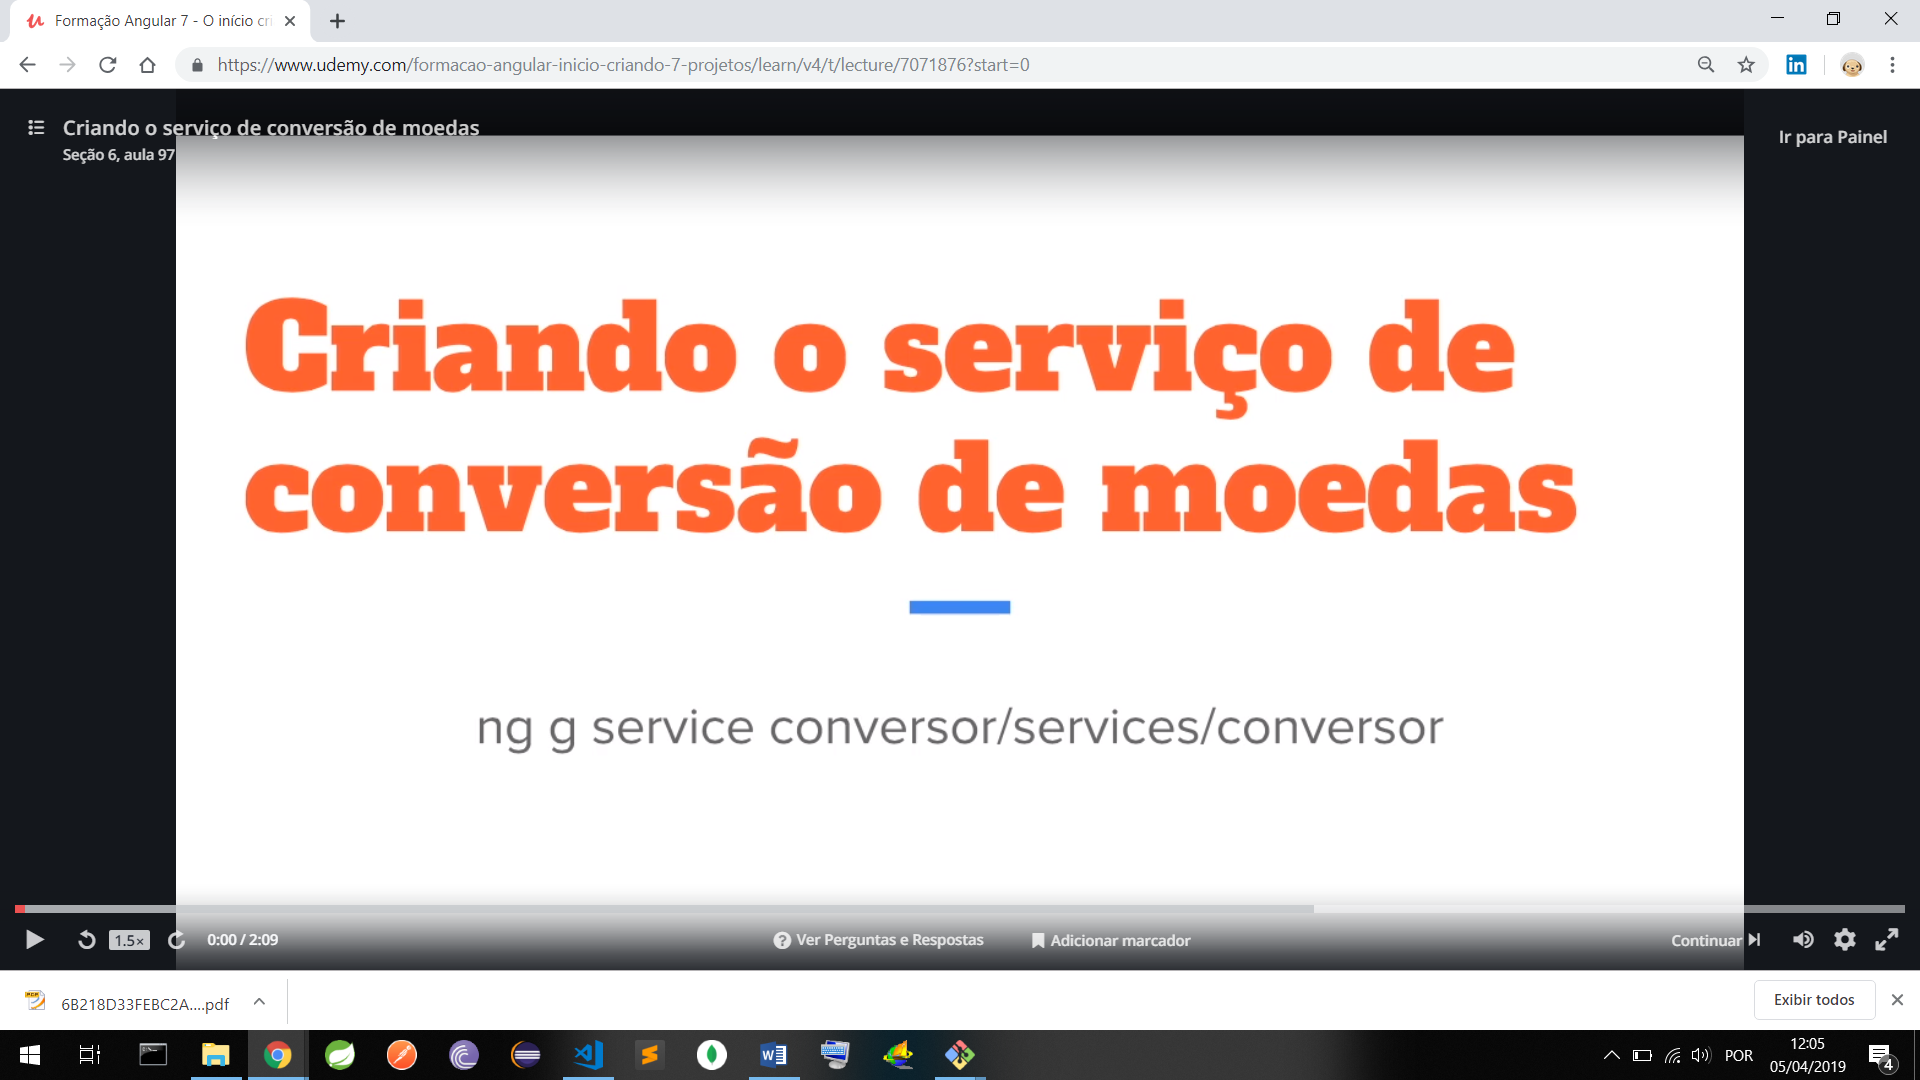 Formação Angular 7 - O início cri
https://www.udemy.com/formacao-angular-inicio-criando-7-projetos/learn/v4/t/lecture/7071876?start=0
Criando o serviço de conversão de moedas
Seção 6, aula 97
Ir para Painel
Criando o serviço de
conversão de moedas
ng g service conversor/services/conversor
1.5×
0:00 / 2:09
Ver Perguntas e Respostas
Adicionar marcador
Continuar
6B218D33FEBC2A....pdf
Exibir todos
POR
12:05
05/04/2019
4